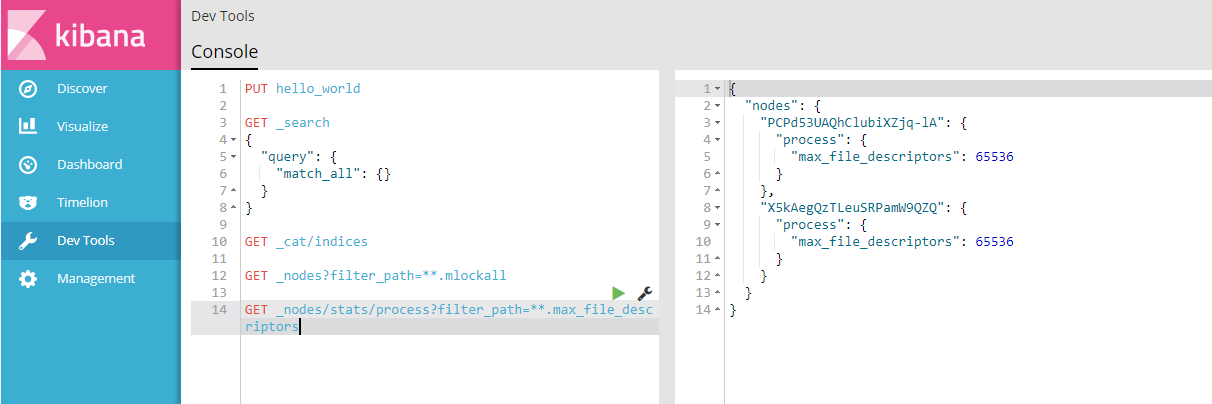 kibana
Discover
Visualize
Dashboard
Timelion
Dev Tools
Management
Dev Tools
Console
1 PUT hello_world
2
3 GET _search
4 {
5   "query": {
6     "match_all": {}
7   }
8 }
9
10 GET _cat/indices
11
12 GET _nodes?filter_path=**.mlockall
13
14 GET _nodes/stats/process?filter_path=**.max_file_desc
riptors
1 {
2   "nodes": {
3     "PCPd53UAQhClubiXZjq-lA": {
4       "process": {
5         "max_file_descriptors": 65536
6       }
7     },
8     "X5kAegQzTLeuSRPamW9QZQ": {
9       "process": {
10         "max_file_descriptors": 65536
11       }
12     }
13   }
14 }